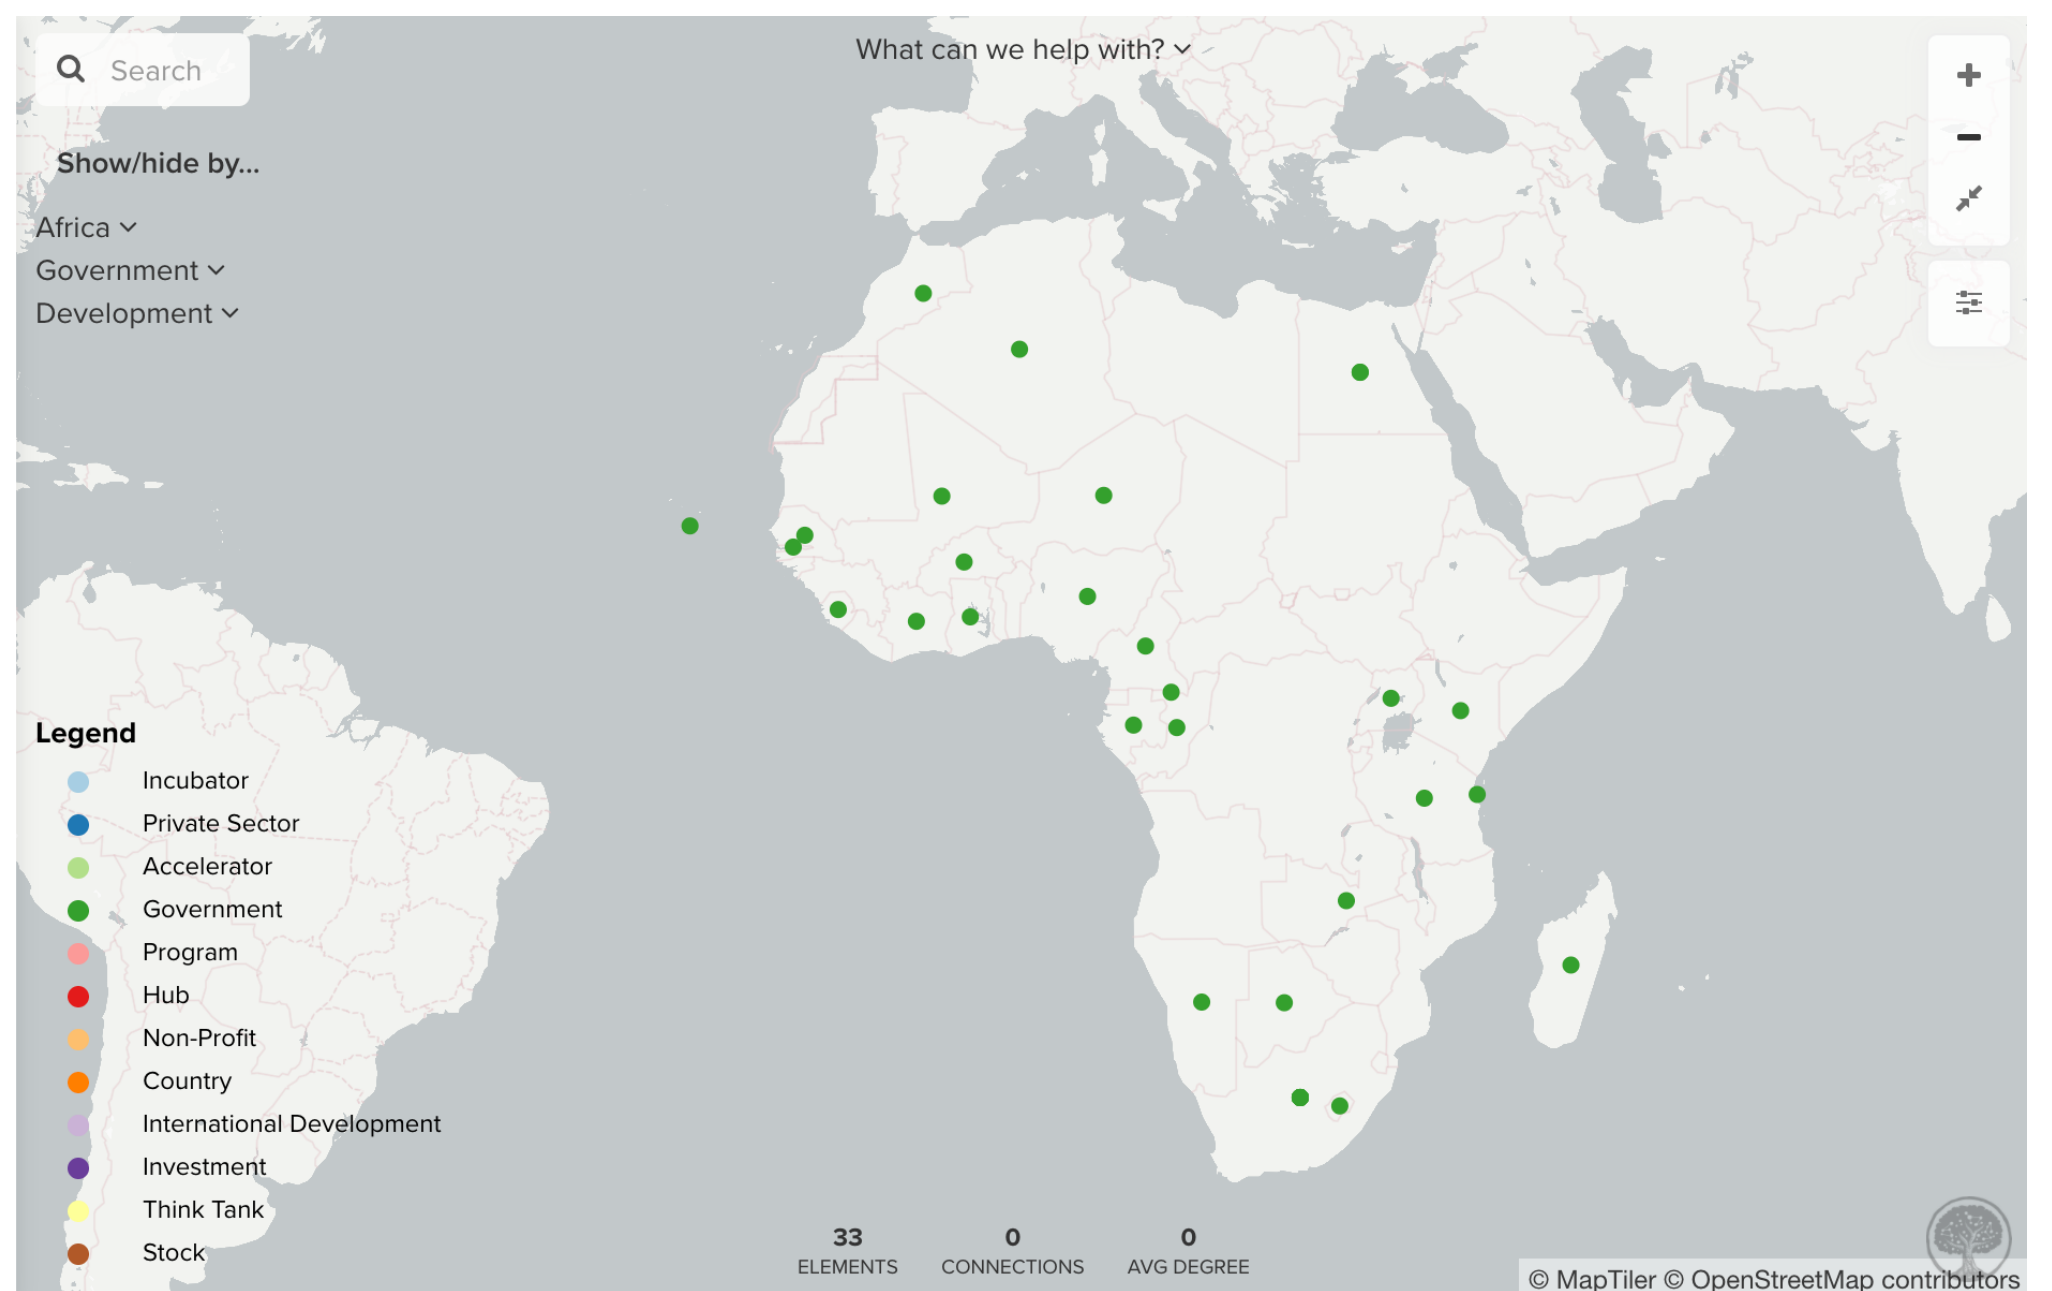 Search
What can we help with?
Show/hide by...
Africa
Government
Development
Legend
Incubator
Private Sector
Accelerator
Government
Program
Hub
Non-Profit
Country
International Development
Investment
Think Tank
Stock
33 0 0
ELEMENTS CONNECTIONS AVG DEGREE
© MapTiler © OpenStreetMap contributors